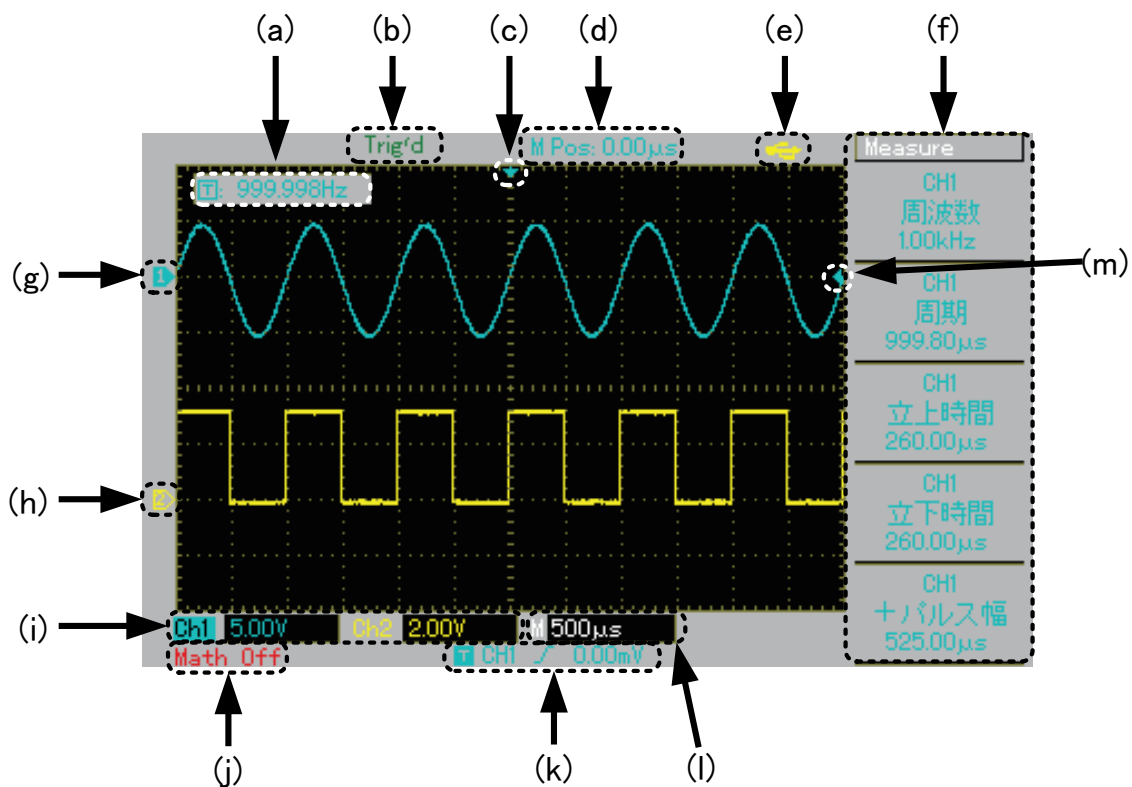 (a)
(b)
(c)
(d)
(e)
(f)
Trig'd
M Pos: 0.00μs
Measure
T: 999.998Hz
CH1
周波数
1.00kHz
(g)
1
(m)
CH1
周期
999.80μs
CH1
立上時間
260.00μs
(h)
2
CH1
立下時間
260.00μs
CH1
+パルス幅
525.00μs
(i)
Ch1 5.00V Ch2 2.00V M 500μs
Math Off
T CH1 0.00mV
(j)
(k)
(l)